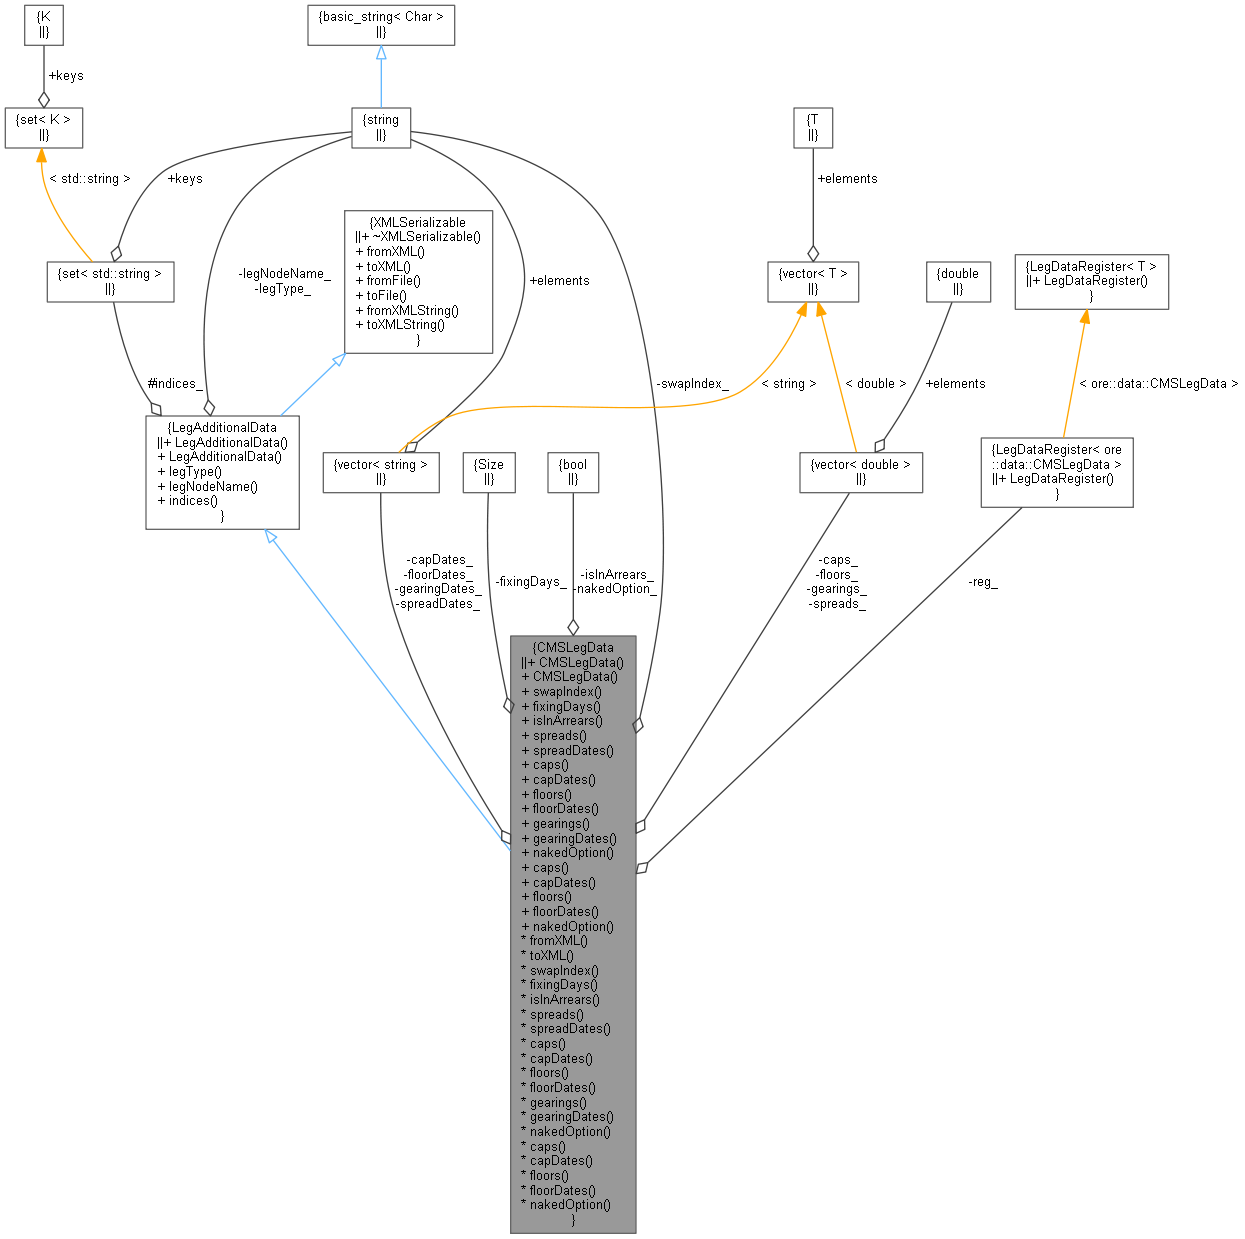 {K
||}
{basic_string< Char >
||}
+keys
{set< K >
||}
{string
||}
{T
||}
< std::string >
+keys
+elements
{XMLSerializable
||+ ~XMLSerializable()
+ fromXML()
+ toXML()
+ fromFile()
+ toFile()
+ fromXMLString()
+ toXMLString()
}
{set< std::string >
||}
-legNodeName_
-legType_
+elements
{vector< T >
||}
{double
||}
{LegDataRegister< T >
||+ LegDataRegister()
}
#indices_
-swapIndex_
< string >
< double >
+elements
< ore::data::CMSLegData >
{LegAdditionalData
||+ LegAdditionalData()
+ LegAdditionalData()
+ legType()
+ legNodeName()
+ indices()
}
{vector< string >
||}
{Size
||}
{bool
||}
{vector< double >
||}
{LegDataRegister< ore
::data::CMSLegData >
||+ LegDataRegister()
}
-capDates_
-floorDates_
-gearingDates_
-spreadDates_
-fixingDays_
-isInArrears_
-nakedOption_
-caps_
-floors_
-gearings_
-spreads_
-reg_
{CMSLegData
||+ CMSLegData()
+ CMSLegData()
+ swapIndex()
+ fixingDays()
+ isInArrears()
+ spreads()
+ spreadDates()
+ caps()
+ capDates()
+ floors()
+ floorDates()
+ gearings()
+ gearingDates()
+ nakedOption()
+ caps()
+ capDates()
+ floors()
+ floorDates()
+ nakedOption()
* fromXML()
* toXML()
* swapIndex()
* fixingDays()
* isInArrears()
* spreads()
* spreadDates()
* caps()
* capDates()
* floors()
* floorDates()
* gearings()
* gearingDates()
* nakedOption()
* caps()
* capDates()
* floors()
* floorDates()
* nakedOption()
}